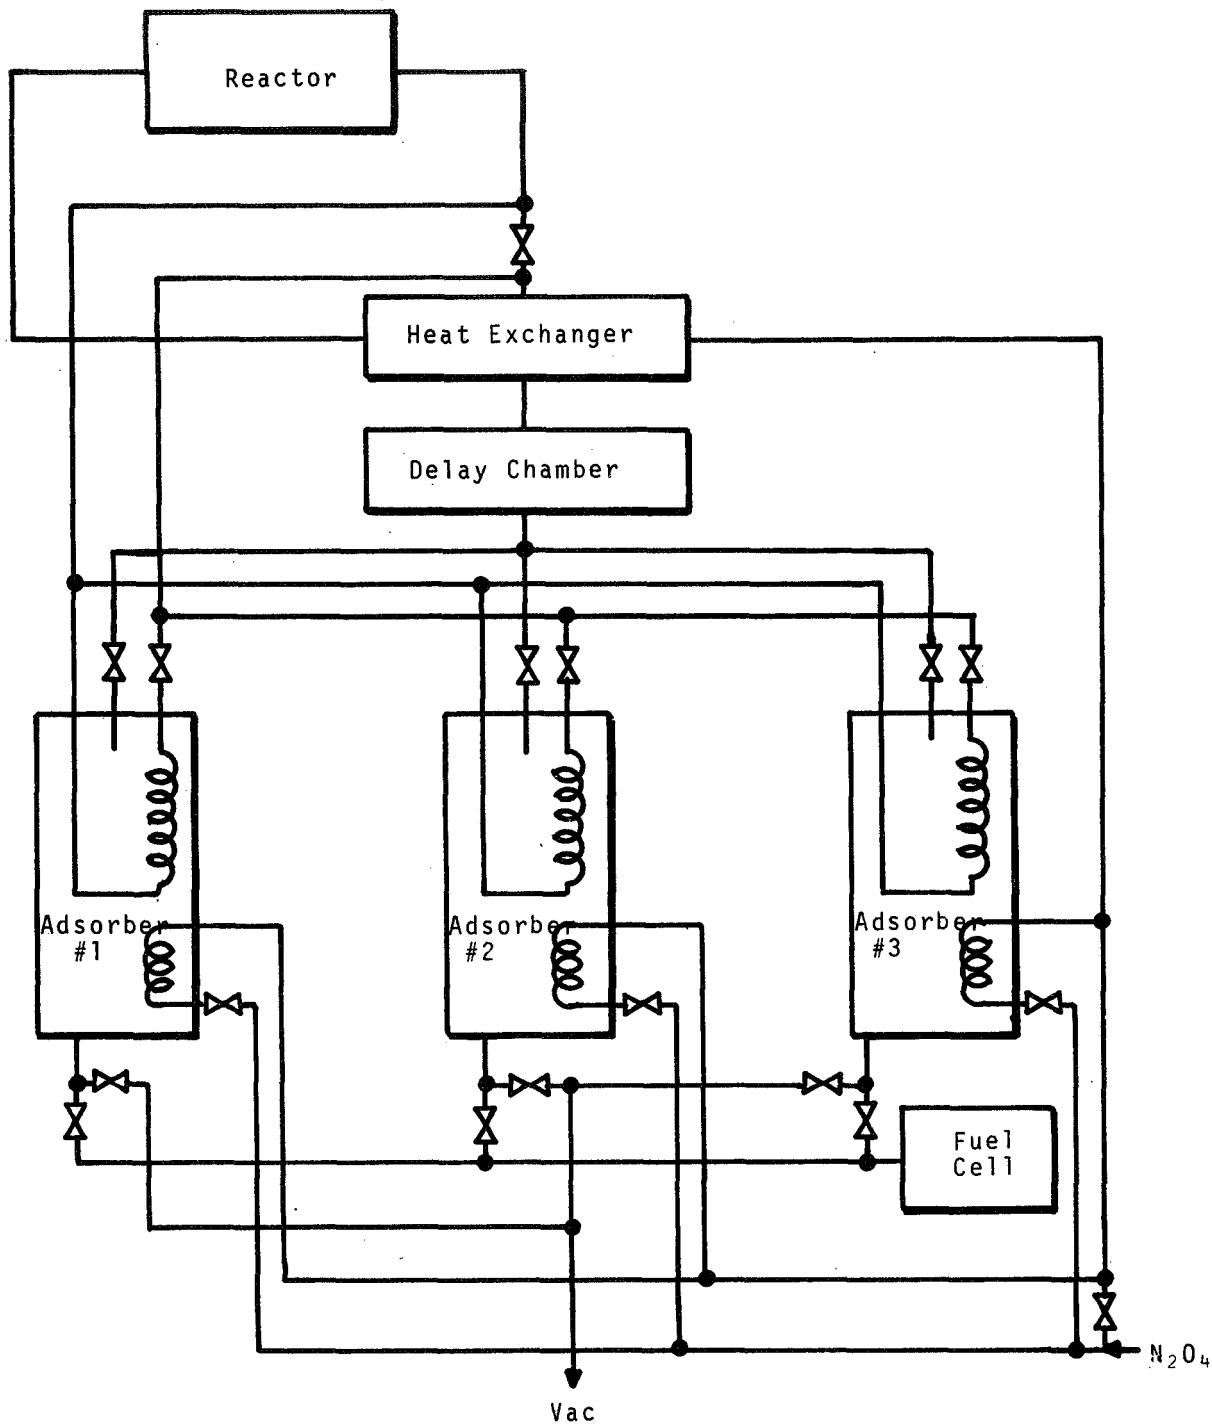 Reactor
Heat Exchanger
Delay Chamber
Adsorber
#1
Adsorber
#2
Adsorber
#3
Fuel
Cell
N₂O₄
Vac